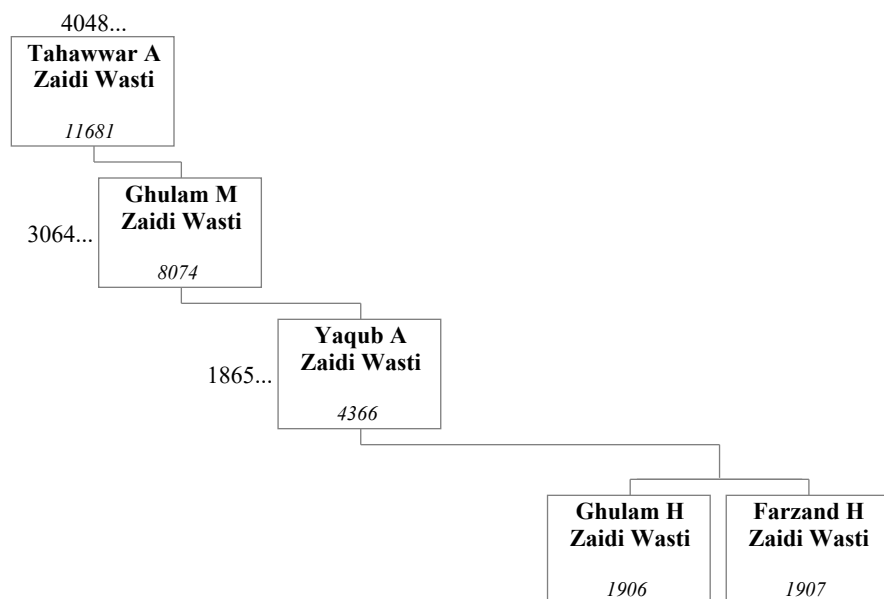 4048...
Tahawwar A
Zaidi Wasti
11681
Ghulam M
Zaidi Wasti
3064...
8074
Yaqub A
Zaidi Wasti
1865...
4366
Ghulam H
Zaidi Wasti
1906
Farzand H
Zaidi Wasti
1907